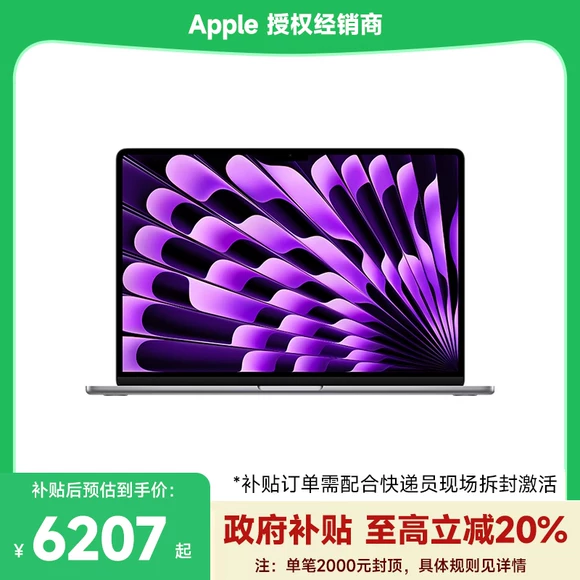 Apple 授权经销商
*补贴订单需配合快递员现场拆封激活
补贴后预估到手价：
¥ 6207 起
政府补贴 至高立减20%
注：单笔2000元封顶，具体规则见详情